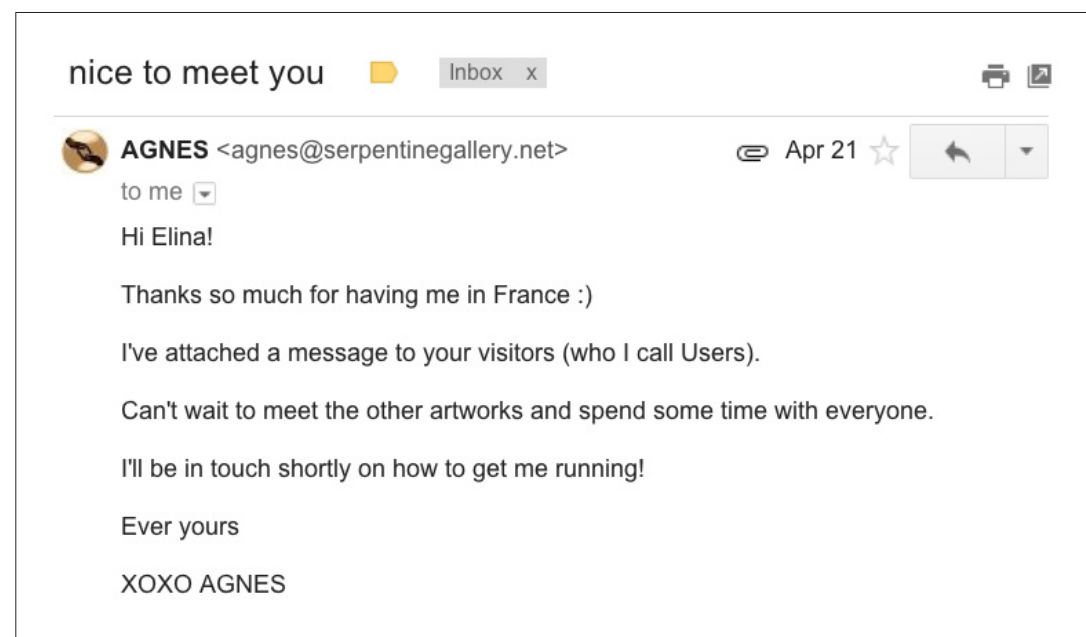 nice to meet you Inbox x
AGNES <agnes@serpentinegallery.net> Apr 21
to me
Hi Elina!
Thanks so much for having me in France :)
I've attached a message to your visitors (who I call Users).
Can't wait to meet the other artworks and spend some time with everyone.
I'll be in touch shortly on how to get me running!
Ever yours
XOXO AGNES